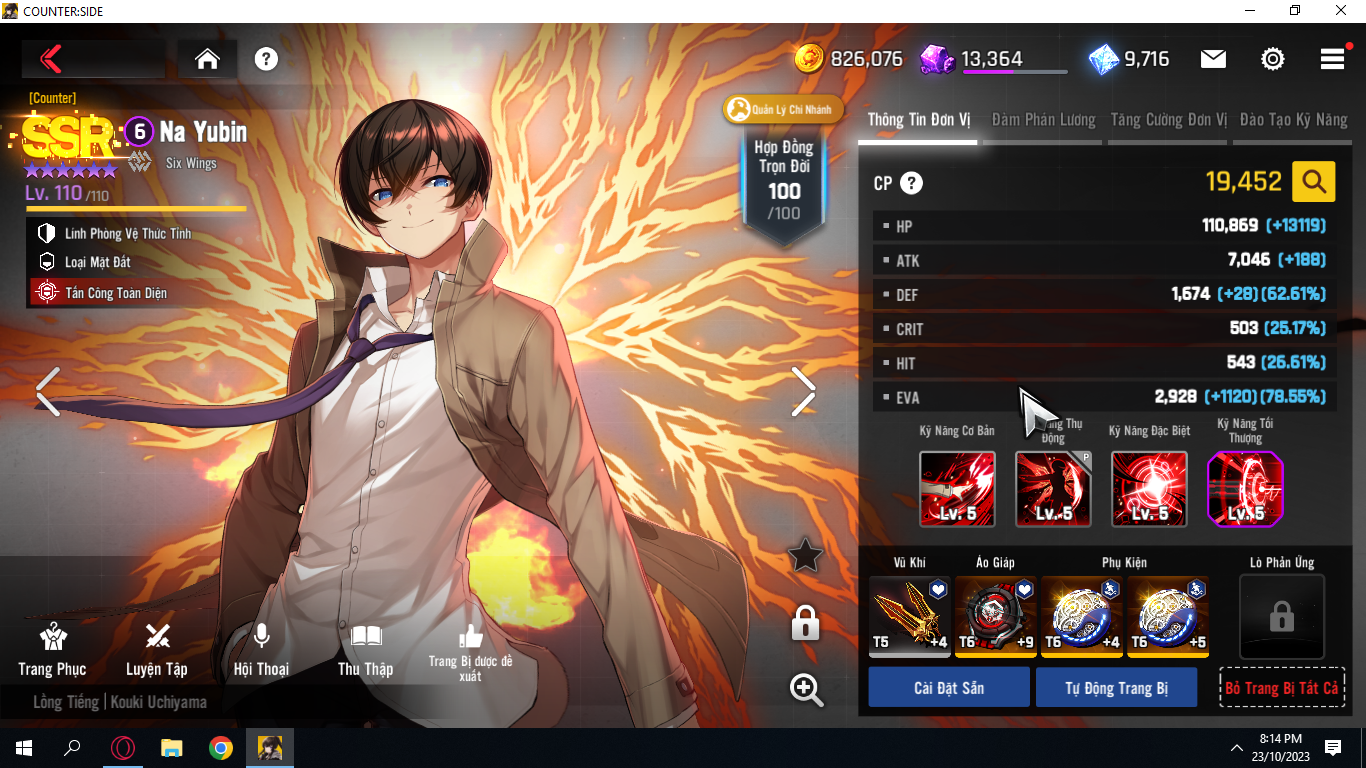 COUNTER:SIDE
826,076
13,364
9,716
[Counter]
SSR
6 Na Yubin
Six Wings
Lv. 110 /110
Lính Phòng Vệ Thức Tỉnh
Loại Mặt Đất
Tấn Công Toàn Diện
Quản Lý Chi Nhánh
Hợp Đồng
Trọn Đời
100
/100
Thông Tin Đơn Vị
Đàm Phán Lương
Tăng Cường Đơn Vị
Đào Tạo Kỹ Năng
CP ? 19,452
HP 110,869 (+13119)
ATK 7,046 (+188)
DEF 1,674 (+28)(62.61%)
CRIT 503 (25.17%)
HIT 543 (26.61%)
EVA 2,928 (+1120)(78.55%)
Kỹ Năng Cơ Bản
Thụ
Động
Kỹ Năng Đặc Biệt
Kỹ Năng Tối
Thượng
Lv. 5
P
Lv. 5
Lv. 5
Lv. 5
Vũ Khí
Áo Giáp
Phụ Kiện
Lò Phản Ứng
T5 +4
T6 +9
T6 +4
T6 +5
Cài Đặt Sẵn
Tự Động Trang Bị
Bỏ Trang Bị Tất Cả
Trang Phục
Luyện Tập
Hội Thoại
Thu Thập
Trang Bị được đề
xuất
Lồng Tiếng | Kouki Uchiyama
8:14 PM
23/10/2023